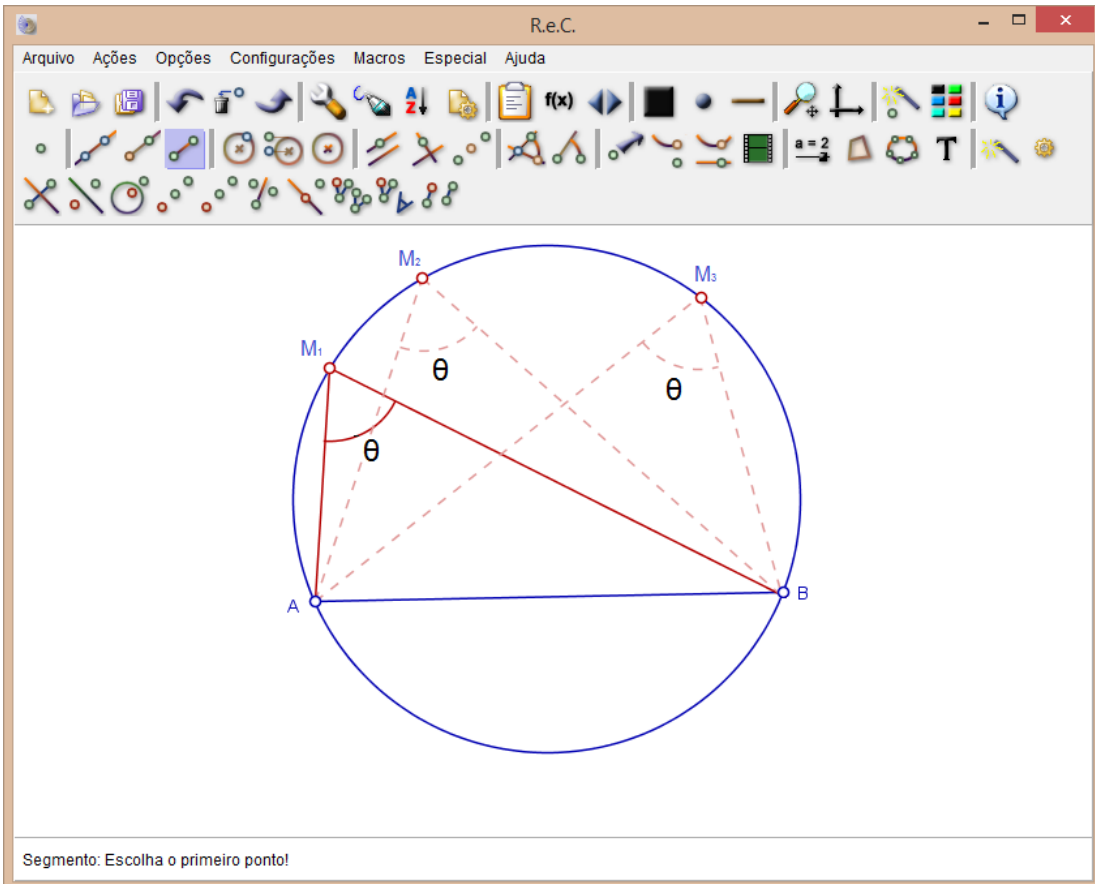 R.e.C.
Arquivo Ações Opções Configurações Macros Especial Ajuda
A
Z
f(x)
a = 2
T
M₂
M₃
M₁
θ
θ
θ
A
B
Segmento: Escolha o primeiro ponto!